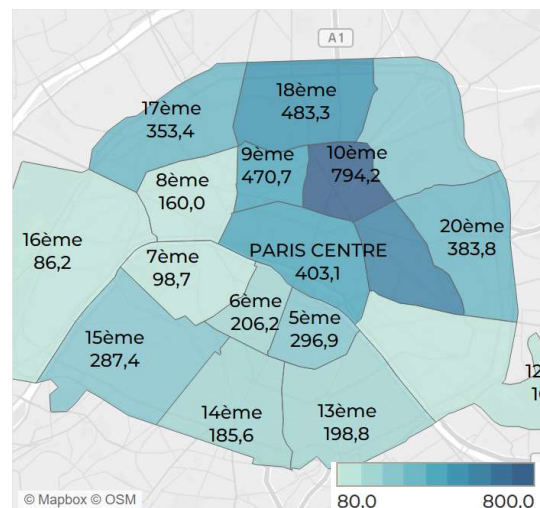 A1
18ème
483,3
17ème
353,4
9ème
470,7
10ème
794,2
8ème
160,0
20ème
383,8
16ème
86,2
7ème
98,7
PARIS CENTRE
403,1
6ème
206,2
5ème
296,9
15ème
287,4
14ème
185,6
13ème
198,8
80,0
800,0
© Mapbox © OSM